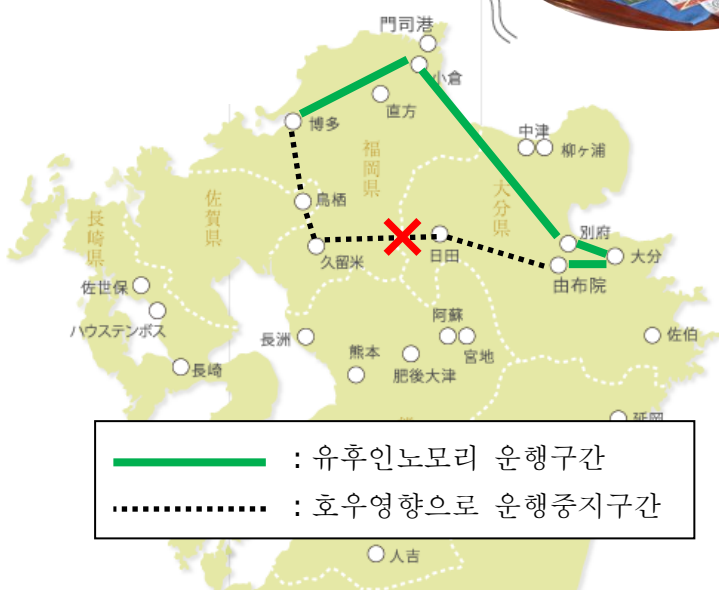 門司港
小倉
直方
博多
中津
柳ヶ浦
福岡県
大分県
佐賀県
長崎県
鳥栖
久留米
日田
別府
大分
由布院
佐世保
ハウステンボス
長崎
長洲
熊本
阿蘇
宮地
肥後大津
佐伯
延岡
: 유후인노모리 운행구간
: 호우영향으로 운행중지구간
人吉